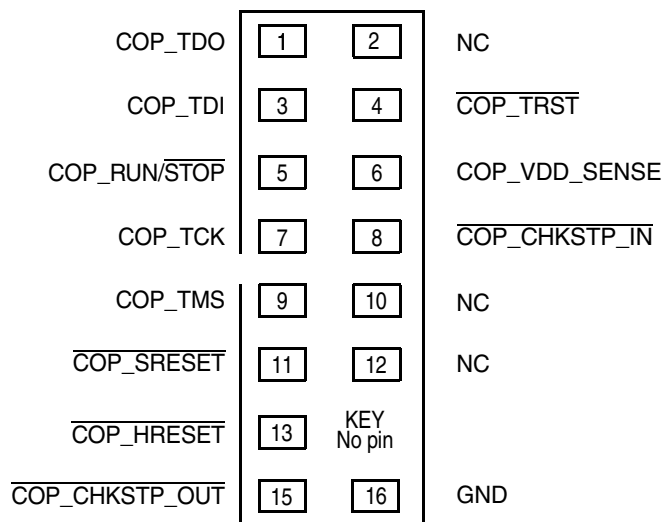 COP_TDO 1 2 NC
COP_TDI 3 4 COP_TRST
COP_RUN/STOP 5 6 COP_VDD_SENSE
COP_TCK 7 8 COP_CHKSTP_IN
COP_TMS 9 10 NC
COP_SRESET 11 12 NC
COP_HRESET 13 KEY
No pin
COP_CHKSTP_OUT 15 16 GND